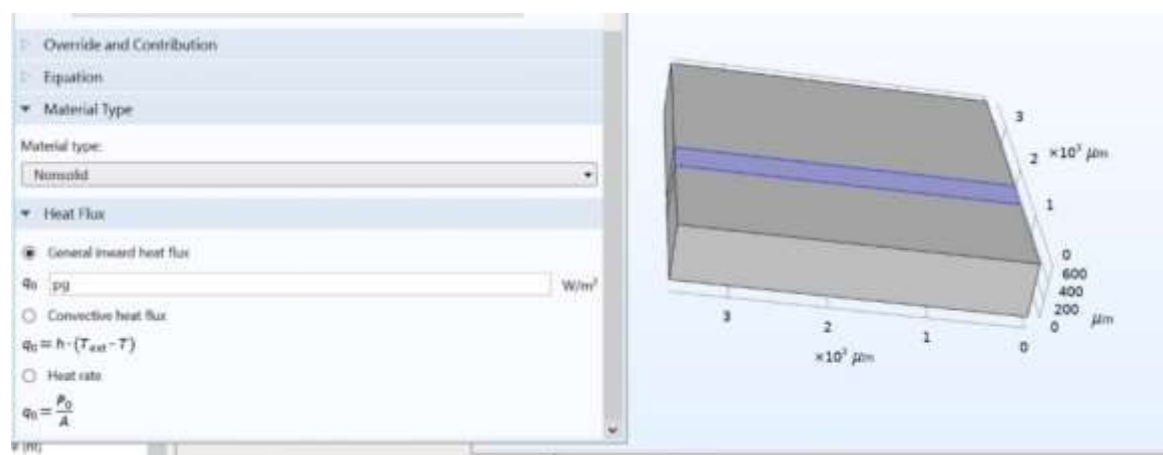 Override and Contribution
Equation
Material Type
Material type:
Nonsolid
Heat Flux
General inward heat flux
q₀ pg W/m²
Convective heat flux
q₀ = h·(Text − T)
Heat rate
q₀ = P₀/A
3
2 ×10³ μm
1
0
600
400
200
0 μm
3
2
1
0
×10³ μm